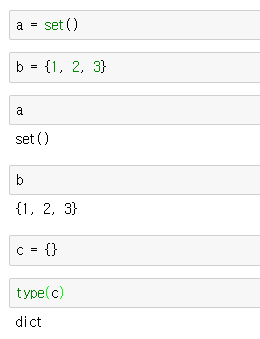 a = set()
b = {1, 2, 3}
a
set()
b
{1, 2, 3}
c = {}
type(c)
dict